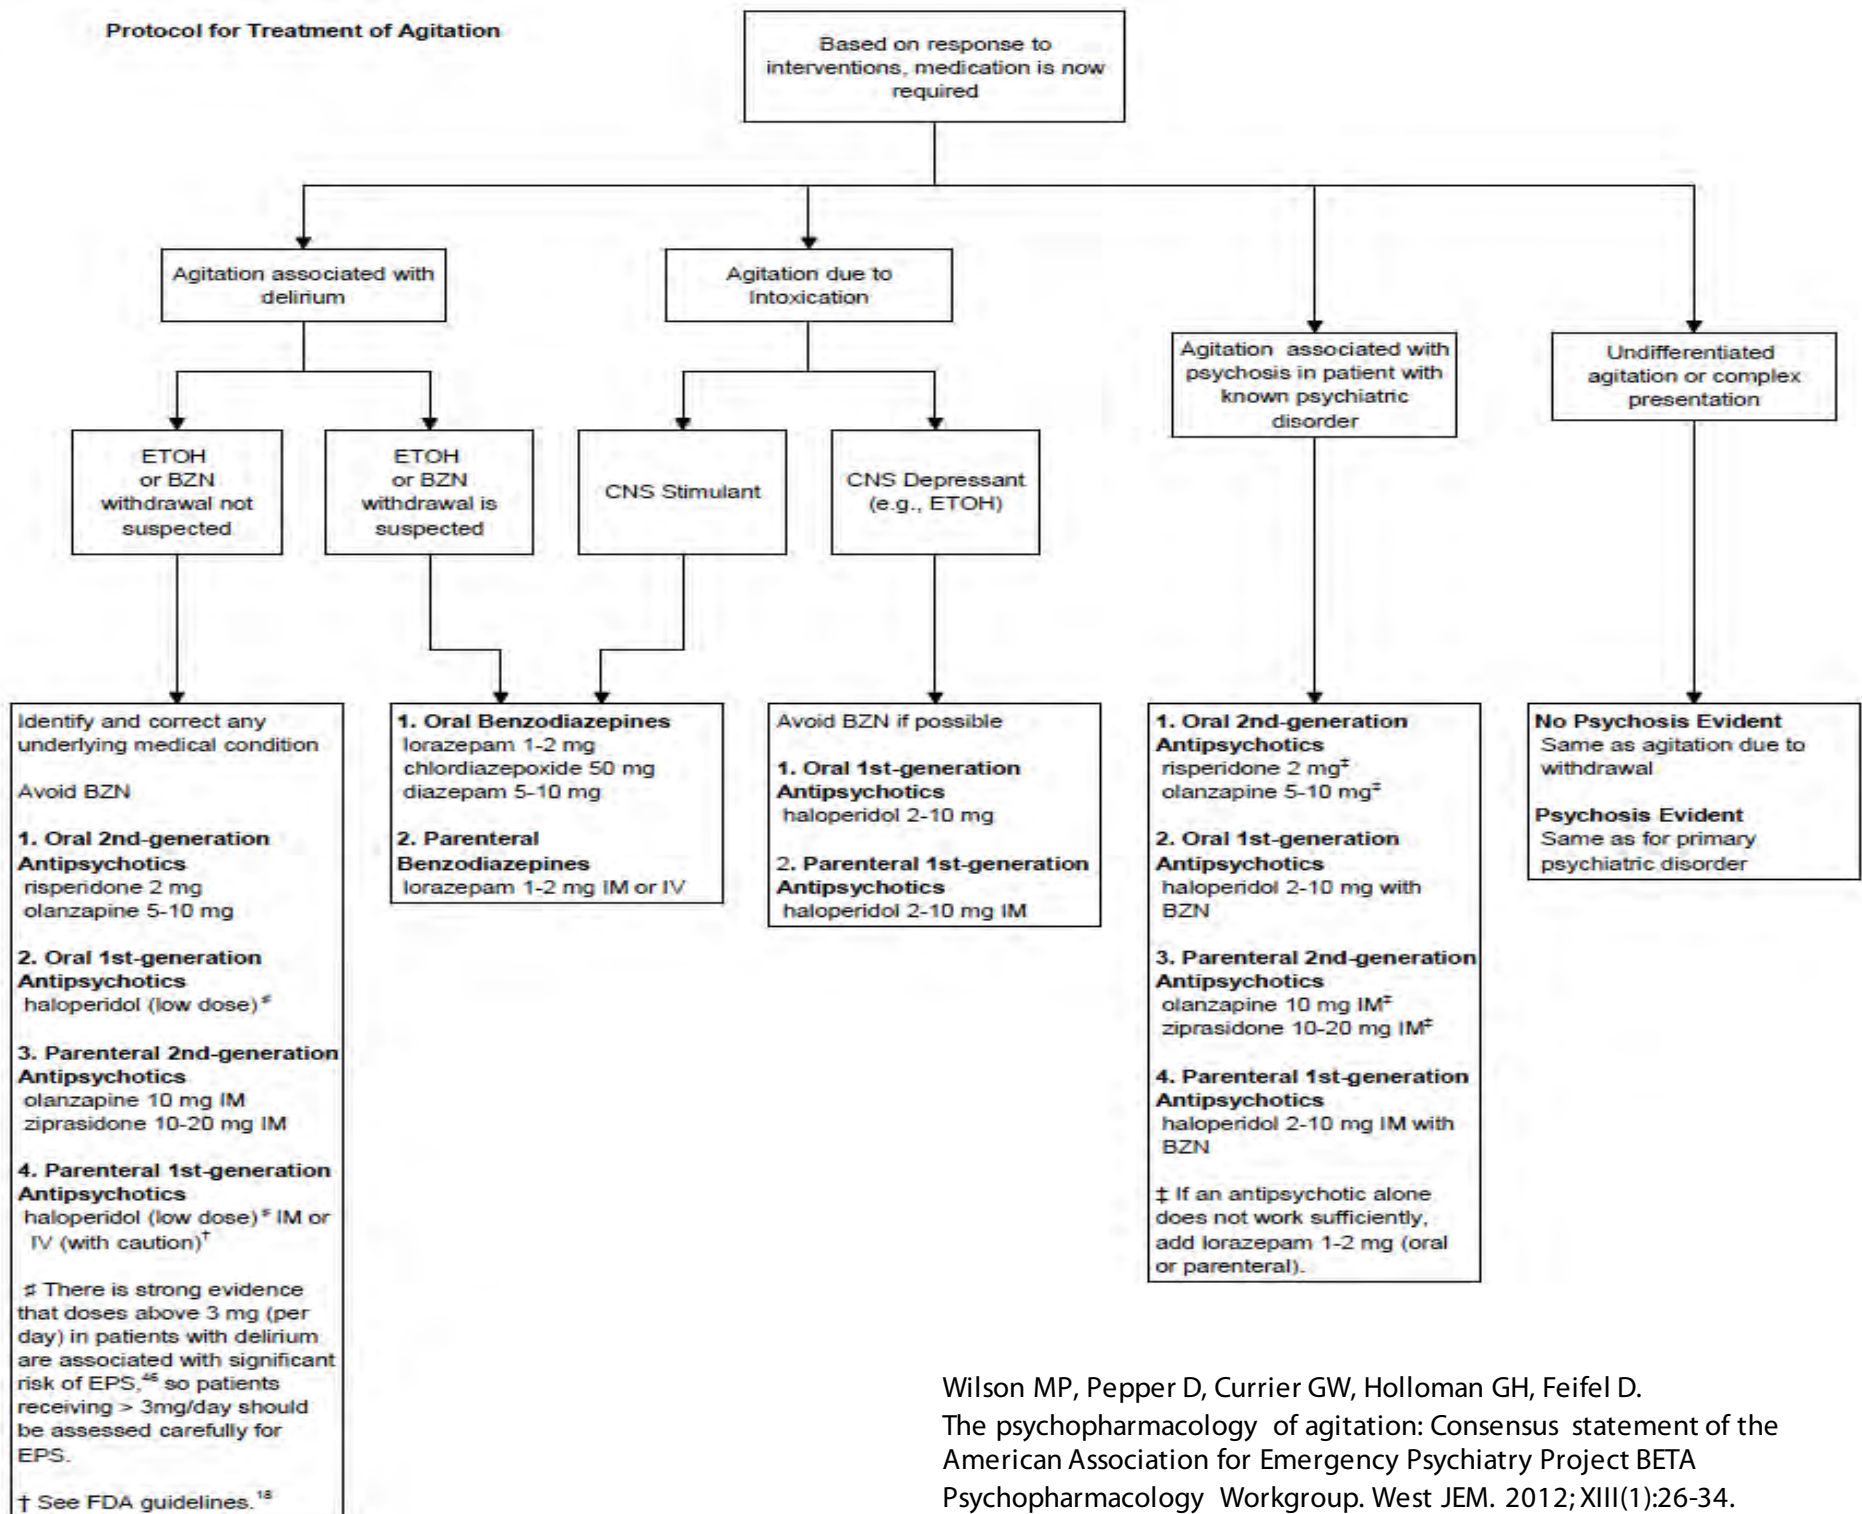 Protocol for Treatment of Agitation
Based on response to
interventions, medication is now
required
Agitation associated with
delirium
Agitation due to
Intoxication
Agitation associated with
psychosis in patient with
known psychiatric
disorder
Undifferentiated
agitation or complex
presentation
ETOH
or BZN
withdrawal not
suspected
ETOH
or BZN
withdrawal is
suspected
CNS Stimulant
CNS Depressant
(e.g., ETOH)
Identify and correct any
underlying medical condition
Avoid BZN
1. Oral 2nd-generation
Antipsychotics
risperidone 2 mg
olanzapine 5-10 mg
2. Oral 1st-generation
Antipsychotics
haloperidol (low dose)♯
3. Parenteral 2nd-generation
Antipsychotics
olanzapine 10 mg IM
ziprasidone 10-20 mg IM
4. Parenteral 1st-generation
Antipsychotics
haloperidol (low dose)♯ IM or
IV (with caution)†
♯ There is strong evidence
that doses above 3 mg (per
day) in patients with delirium
are associated with significant
risk of EPS,46 so patients
receiving > 3mg/day should
be assessed carefully for
EPS.
† See FDA guidelines.18
1. Oral Benzodiazepines
lorazepam 1-2 mg
chlordiazepoxide 50 mg
diazepam 5-10 mg
2. Parenteral
Benzodiazepines
lorazepam 1-2 mg IM or IV
Avoid BZN if possible
1. Oral 1st-generation
Antipsychotics
haloperidol 2-10 mg
2. Parenteral 1st-generation
Antipsychotics
haloperidol 2-10 mg IM
1. Oral 2nd-generation
Antipsychotics
risperidone 2 mg‡
olanzapine 5-10 mg‡
2. Oral 1st-generation
Antipsychotics
haloperidol 2-10 mg with
BZN
3. Parenteral 2nd-generation
Antipsychotics
olanzapine 10 mg IM‡
ziprasidone 10-20 mg IM‡
4. Parenteral 1st-generation
Antipsychotics
haloperidol 2-10 mg IM with
BZN
‡ If an antipsychotic alone
does not work sufficiently,
add lorazepam 1-2 mg (oral
or parenteral).
No Psychosis Evident
Same as agitation due to
withdrawal
Psychosis Evident
Same as for primary
psychiatric disorder
Wilson MP, Pepper D, Currier GW, Holloman GH, Feifel D.
The psychopharmacology of agitation: Consensus statement of the
American Association for Emergency Psychiatry Project BETA
Psychopharmacology Workgroup. West JEM. 2012; XIII(1):26-34.